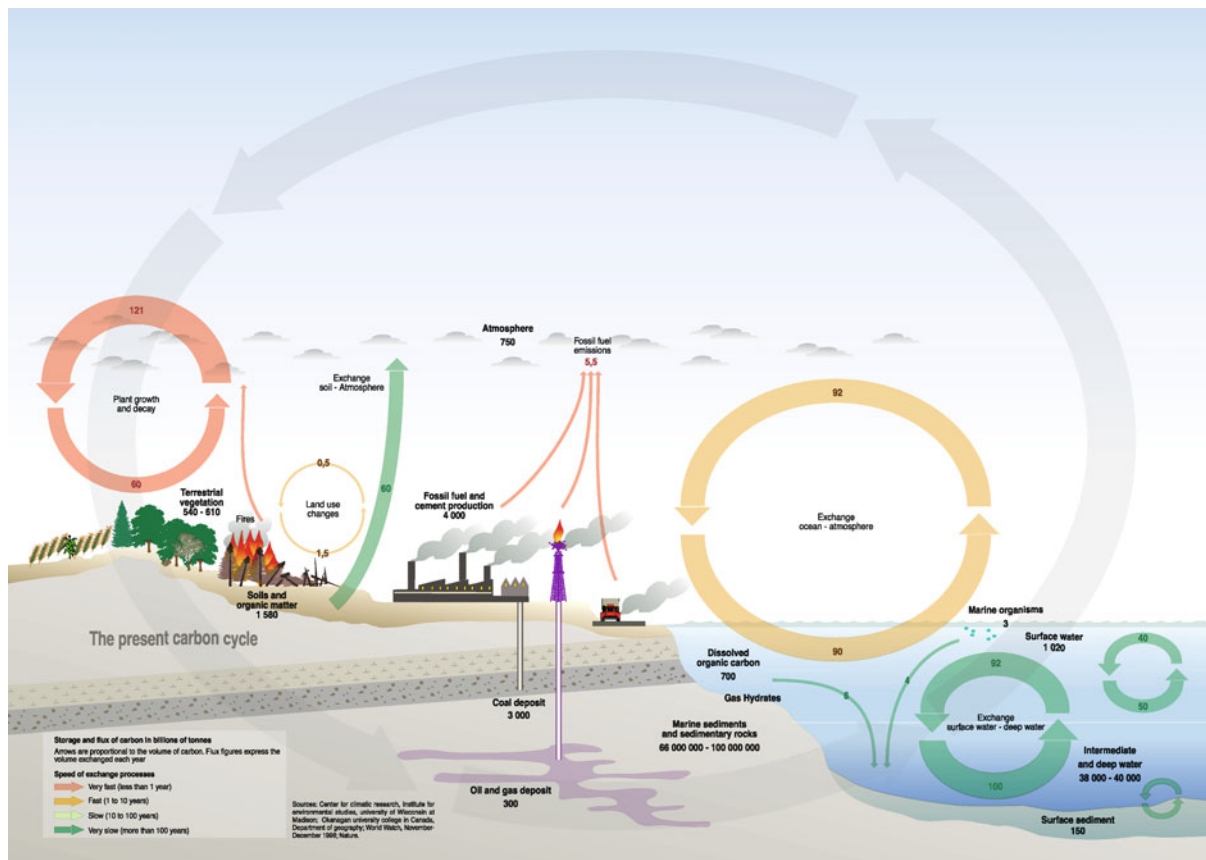 121
Plant growth
and decay
60
Atmosphere
750
Fossil fuel
emissions
5,5
Exchange
soil - Atmosphere
60
92
Exchange
ocean - atmosphere
90
0,5
Land use
changes
1,5
Terrestrial
vegetation
540 - 610
Fires
Fossil fuel and
cement production
4 000
Soils and
organic matter
1 580
The present carbon cycle
Marine organisms
3
Surface water
1 020
Dissolved
organic carbon
700
Gas Hydrates
4
92
Exchange
surface water - deep water
100
40
50
Coal deposit
3 000
Marine sediments
and sedimentary rocks
66 000 000 - 100 000 000
Intermediate
and deep water
38 000 - 40 000
Oil and gas deposit
300
Surface sediment
150
Storage and flux of carbon in billions of tonnes
Arrows are proportional to the volume of carbon. Flux figures express the
volume exchanged each year
Speed of exchange processes
Very fast (less than 1 year)
Fast (1 to 10 years)
Slow (10 to 100 years)
Very slow (more than 100 years)
Sources: Center for climatic research, Institute for
environmental studies, university of Wisconsin at
Madison; Okanagan university college in Canada,
Department of geography; World Watch, November-
December 1998; Nature.